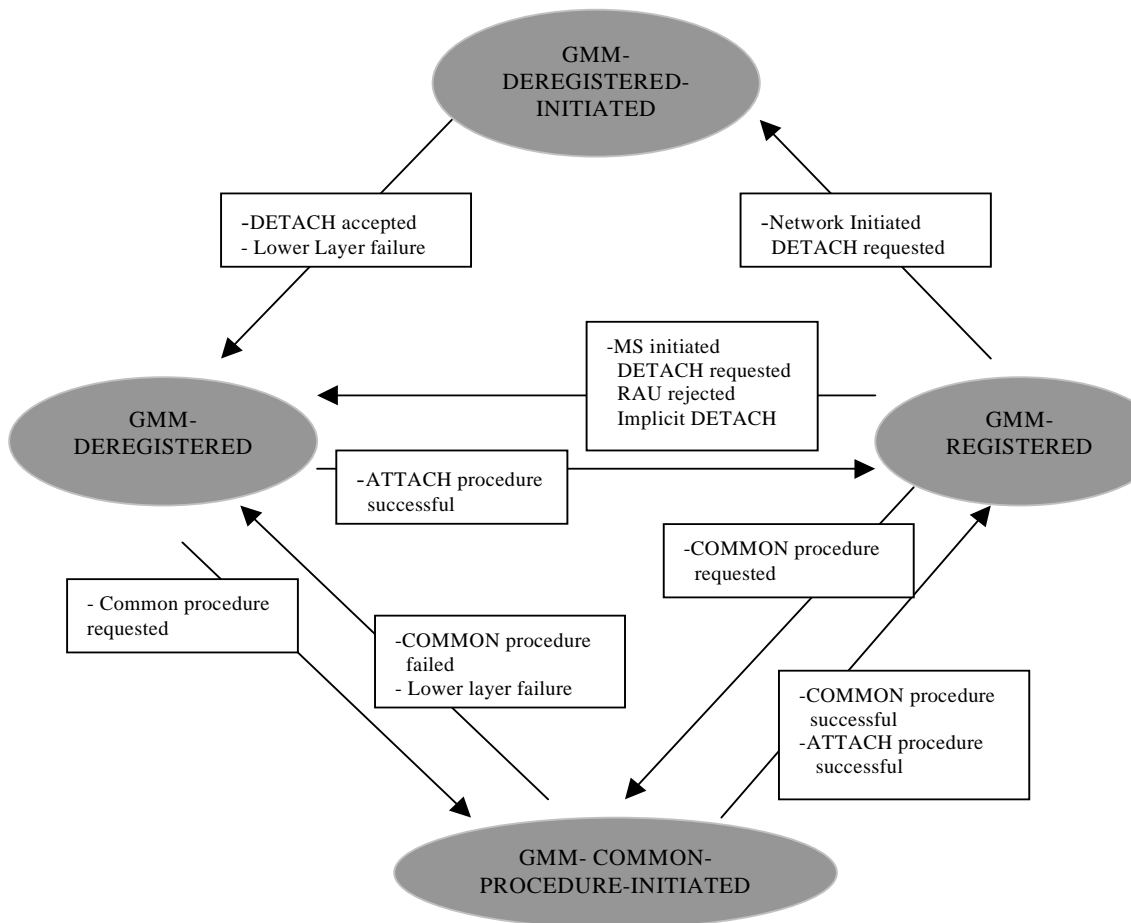 GMM-
DEREGISTERED-
INITIATED
-DETACH accepted
- Lower Layer failure
-Network Initiated
DETACH requested
-MS initiated
DETACH requested
RAU rejected
Implicit DETACH
GMM-
DEREGISTERED
GMM-
REGISTERED
-ATTACH procedure
successful
-COMMON procedure
requested
- Common procedure
requested
-COMMON procedure
failed
- Lower layer failure
-COMMON procedure
successful
-ATTACH procedure
successful
GMM- COMMON-
PROCEDURE-INITIATED